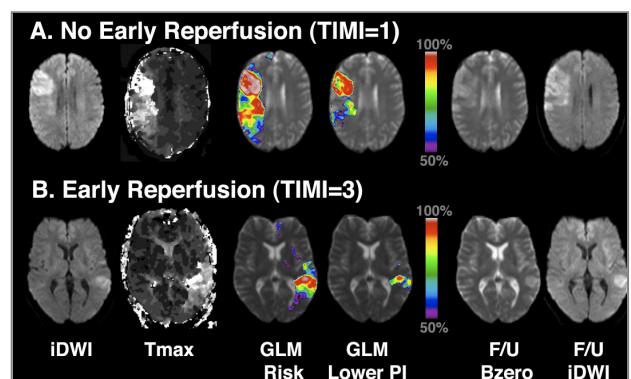 A. No Early Reperfusion (TIMI=1)
100%
50%
B. Early Reperfusion (TIMI=3)
100%
50%
iDWI Tmax GLM GLM F/U F/U
Risk Lower PI Bzero iDWI